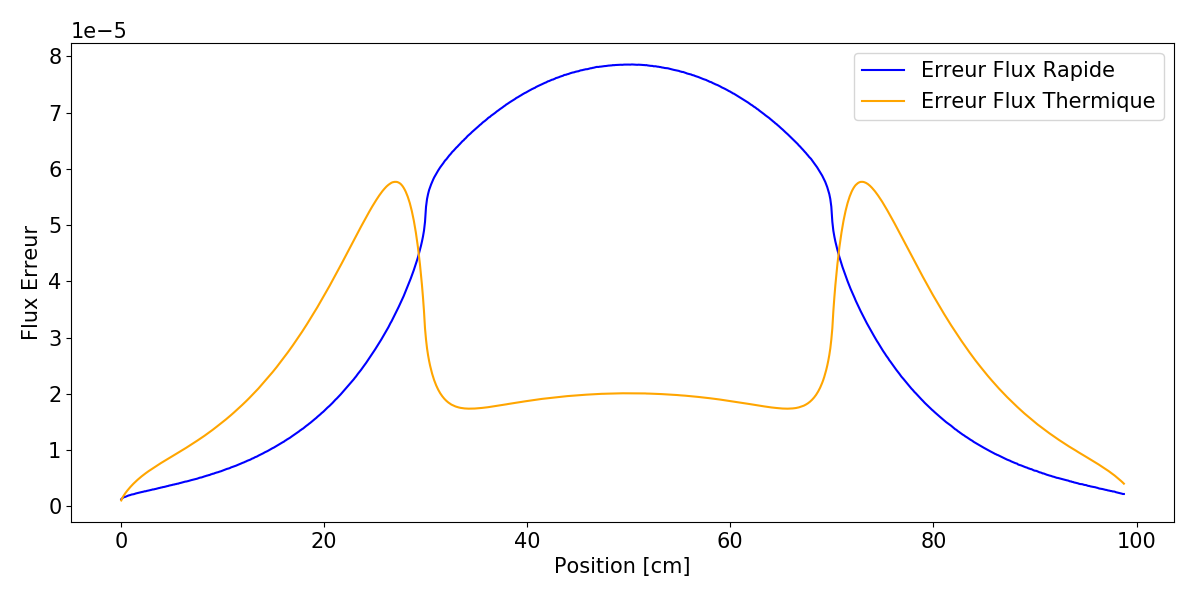 1e−5
8
7
6
5
4
3
2
1
0
Flux Erreur
Erreur Flux Rapide
Erreur Flux Thermique
0 20 40 60 80 100
Position [cm]